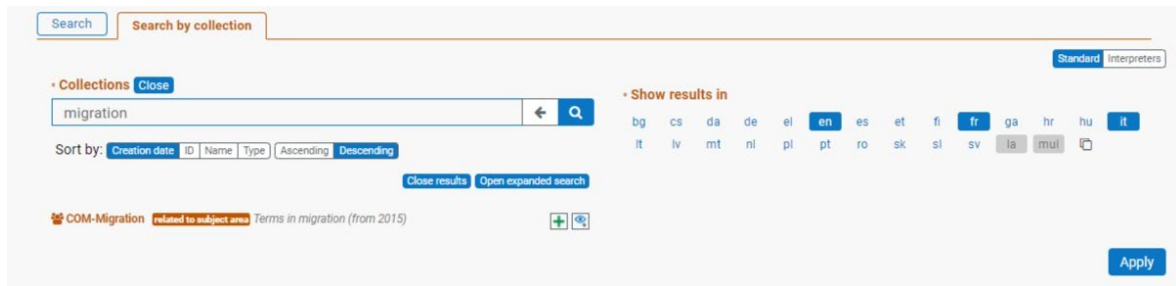 Search Search by collection
Standard Interpreters
• Collections Close
migration
Sort by: Creation date ID Name Type Ascending Descending
Close results Open expanded search
COM-Migration related to subject area Terms in migration (from 2015)
• Show results in
bg cs da de el en es et fi fr ga hr hu it
lt lv mt nl pl pt ro sk sl sv la mul
Apply